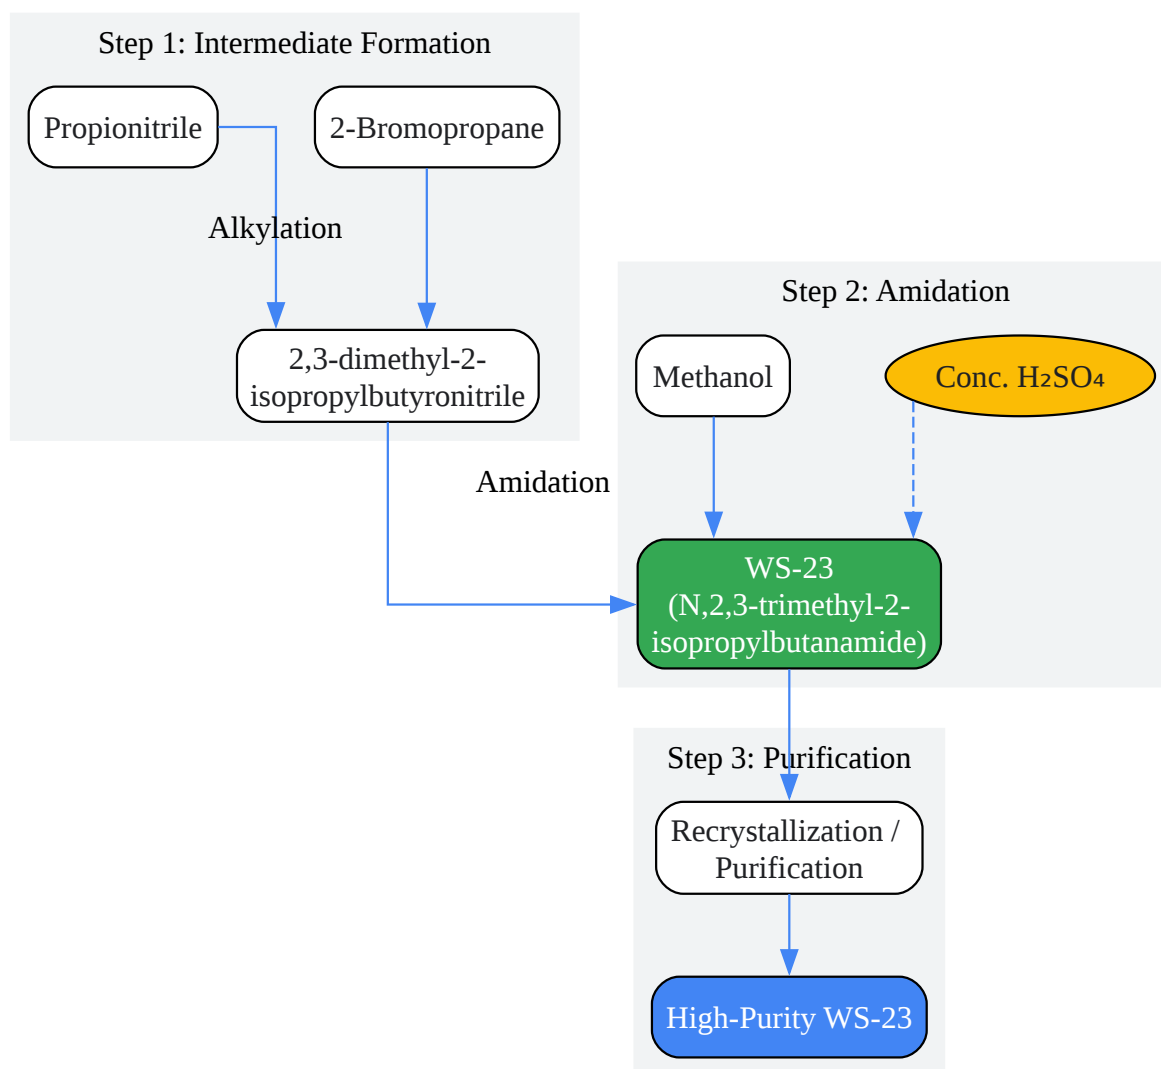 Step 1: Intermediate Formation
Propionitrile
2-Bromopropane
Alkylation
2,3-dimethyl-2-
isopropylbutyronitrile
Amidation
Step 2: Amidation
Methanol
Conc. H₂SO₄
WS-23
(N,2,3-trimethyl-2-
isopropylbutanamide)
Step 3: Purification
Recrystallization /
Purification
High-Purity WS-23